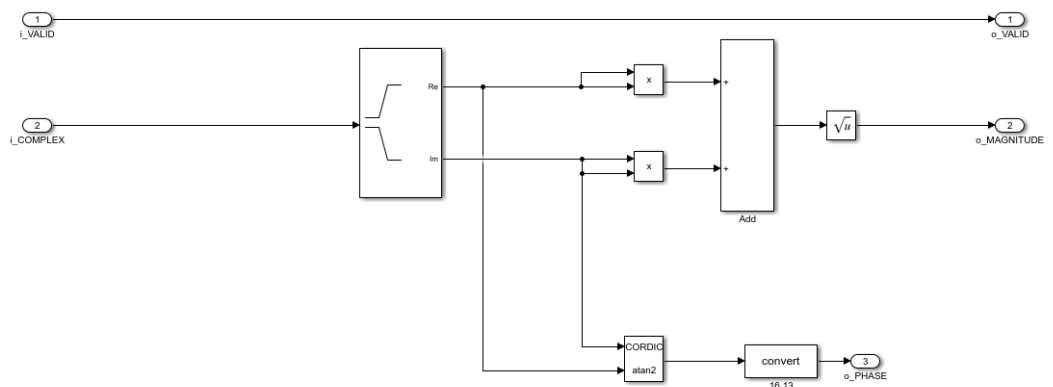 1
i_VALID
1
o_VALID
2
i_COMPLEX
Re
Im
x
x
+
+
Add
√u
2
o_MAGNITUDE
CORDIC
atan2
convert
16,13
3
o_PHASE